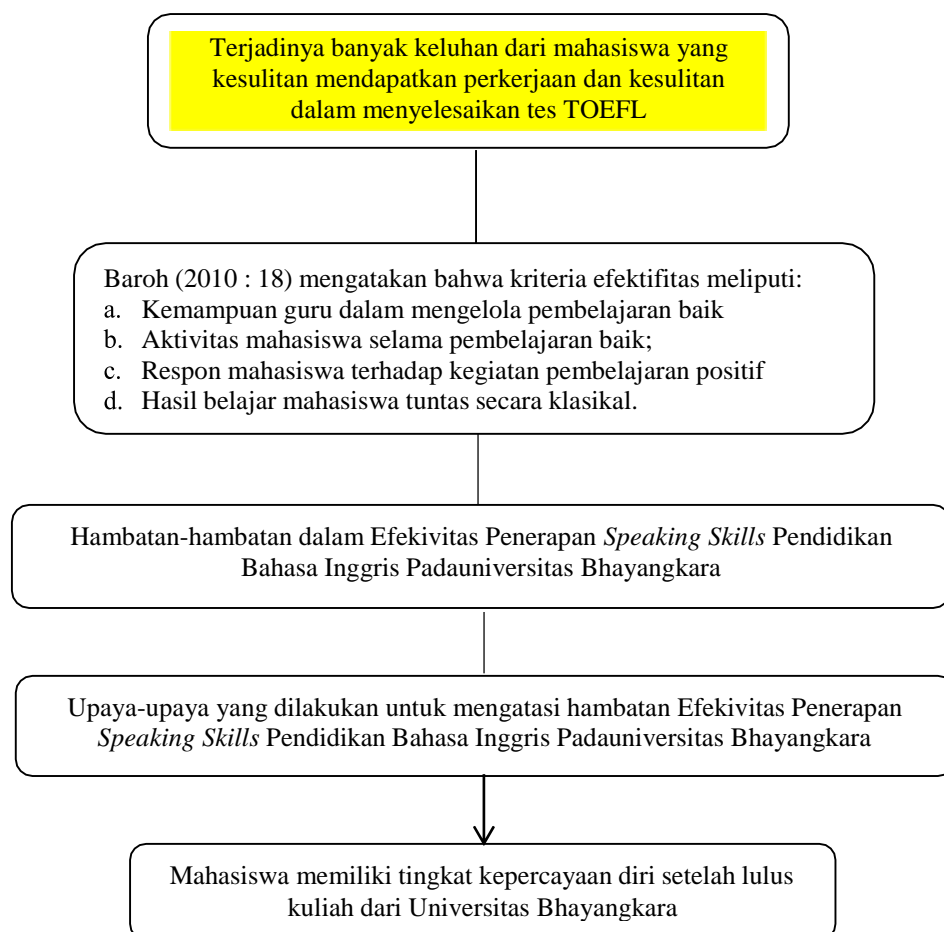 Terjadinya banyak keluhan dari mahasiswa yang
kesulitan mendapatkan perkerjaan dan kesulitan
dalam menyelesaikan tes TOEFL
Baroh (2010 : 18) mengatakan bahwa kriteria efektifitas meliputi:
a. Kemampuan guru dalam mengelola pembelajaran baik
b. Aktivitas mahasiswa selama pembelajaran baik;
c. Respon mahasiswa terhadap kegiatan pembelajaran positif
d. Hasil belajar mahasiswa tuntas secara klasikal.
Hambatan-hambatan dalam Efekivitas Penerapan Speaking Skills Pendidikan
Bahasa Inggris Padauniversitas Bhayangkara
Upaya-upaya yang dilakukan untuk mengatasi hambatan Efekivitas Penerapan
Speaking Skills Pendidikan Bahasa Inggris Padauniversitas Bhayangkara
Mahasiswa memiliki tingkat kepercayaan diri setelah lulus
kuliah dari Universitas Bhayangkara